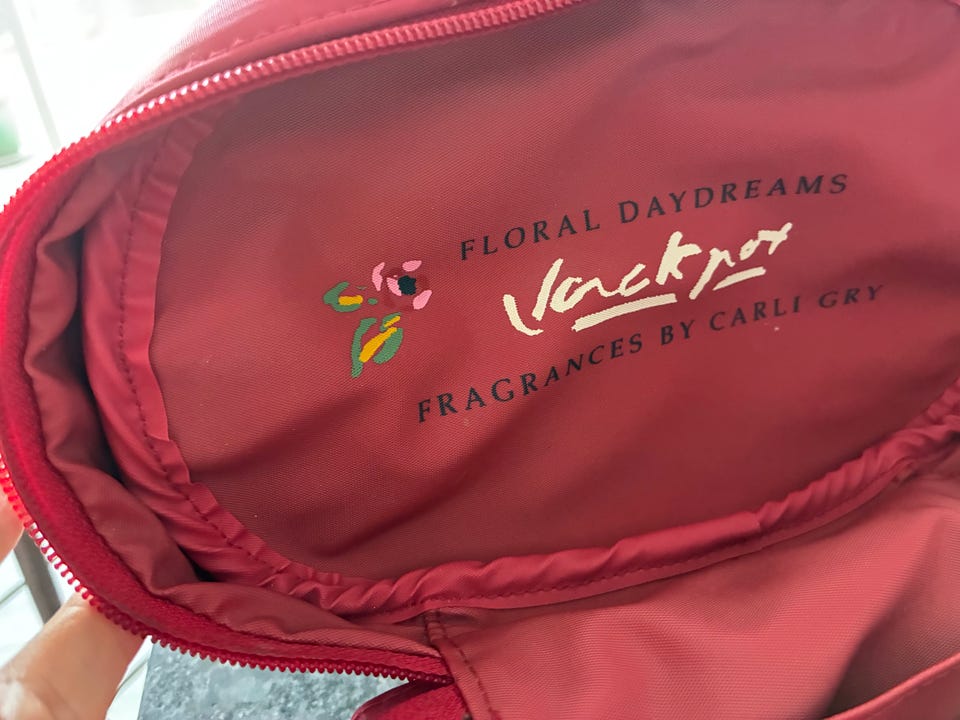 FLORAL DAYDREAMS
Jackpot
FRAGRANCES BY CARLI GRY